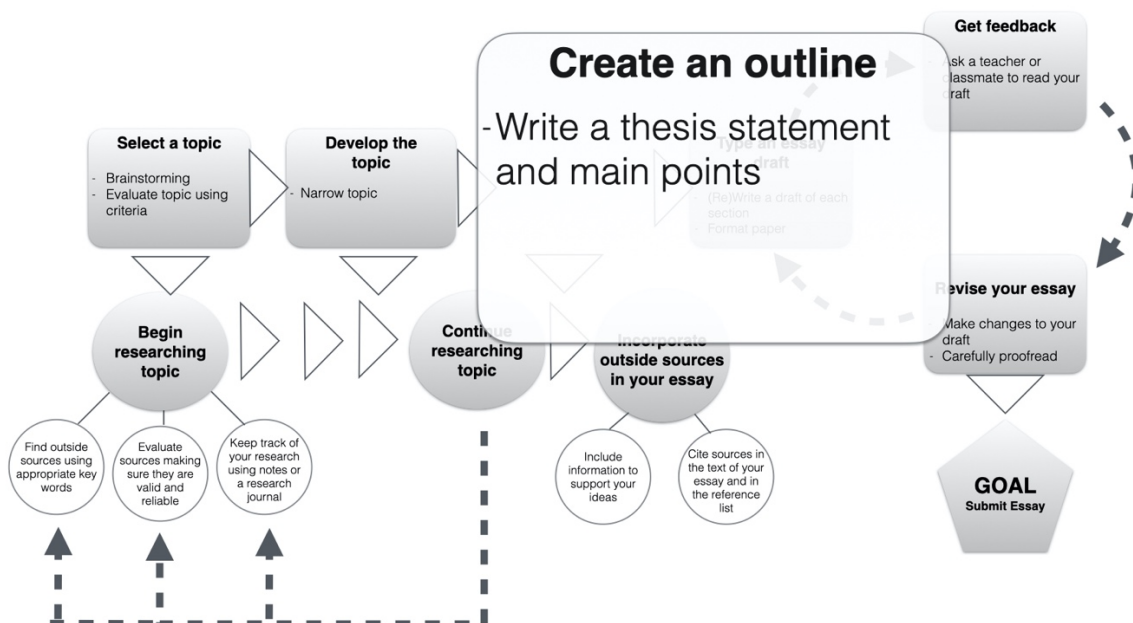 Create an outline
-Write a thesis statement
and main points
Get feedback
- Ask a teacher or
classmate to read your
draft
Select a topic
- Brainstorming
- Evaluate topic using
criteria
Develop the
topic
- Narrow topic
Type an essay
draft
- (Re)Write a draft of each
section
- Format paper
Revise your essay
- Make changes to your
draft
- Carefully proofread
Begin
researching
topic
Continue
researching
topic
Incorporate
outside sources
in your essay
Find outside
sources using
appropriate key
words
Evaluate
sources making
sure they are
valid and
reliable
Keep track of
your research
using notes or
a research
journal
Include
information to
support your
ideas
Cite sources in
the text of your
essay and in
the reference
list
GOAL
Submit Essay